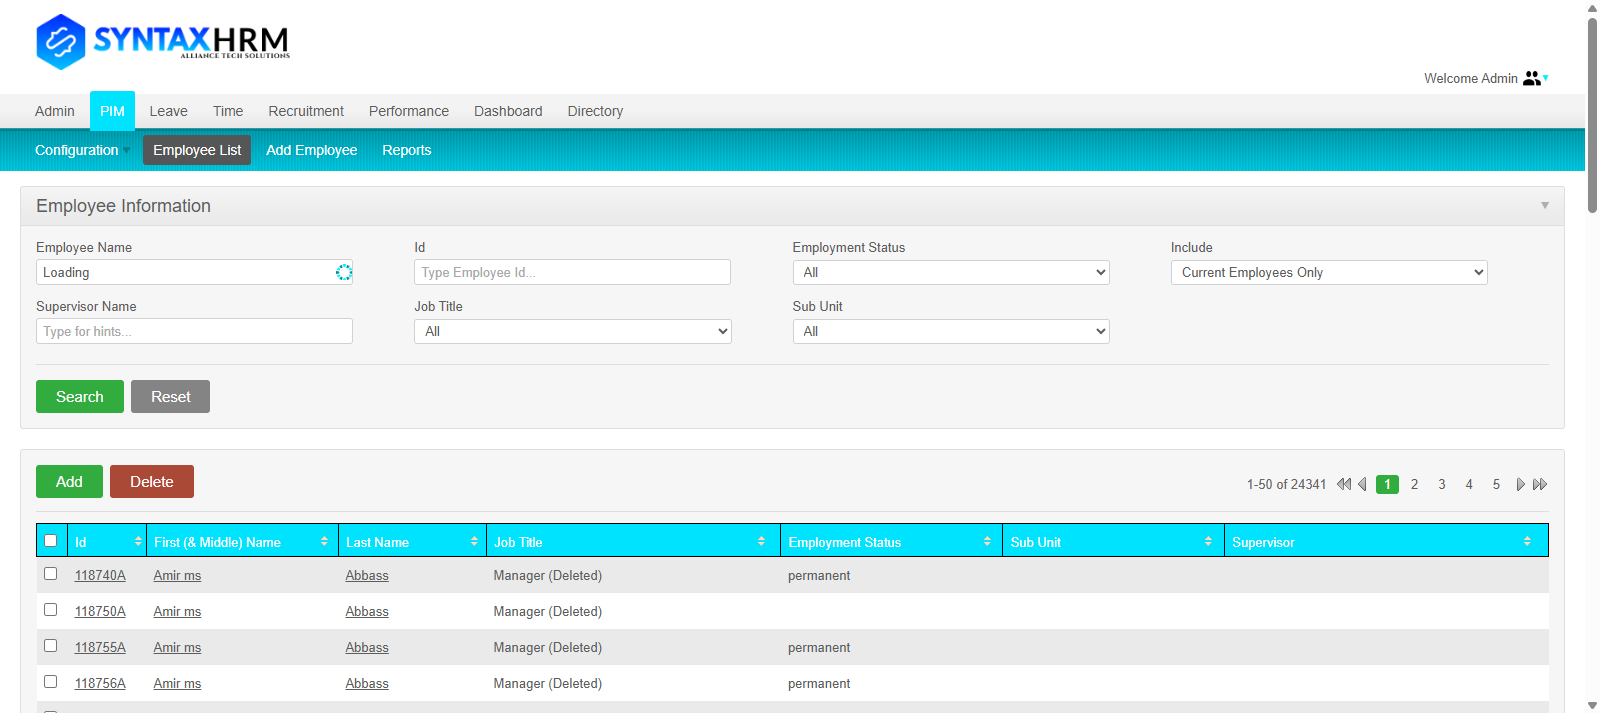 SYNTAXHRM
ALLIANCE TECH SOLUTIONS
Welcome Admin
Admin PIM Leave Time Recruitment Performance Dashboard Directory
Configuration Employee List Add Employee Reports
Employee Information
Employee Name Id Employment Status Include
Loading Type Employee Id... All Current Employees Only
Supervisor Name Job Title Sub Unit
Type for hints... All All
Search Reset
Add Delete 1-50 of 24341 1 2 3 4 5
Id First (& Middle) Name Last Name Job Title Employment Status Sub Unit Supervisor
118740A Amir ms Abbass Manager (Deleted) permanent
118750A Amir ms Abbass Manager (Deleted)
118755A Amir ms Abbass Manager (Deleted) permanent
118756A Amir ms Abbass Manager (Deleted) permanent